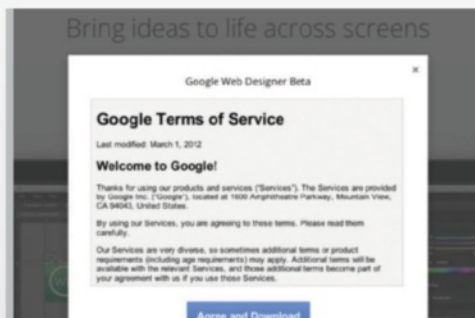 Bring ideas to life across screens
×
Google Web Designer Beta
Google Terms of Service
Last modified: March 1, 2012
Welcome to Google!
Thanks for using our products and services ("Services"). The Services are provided
by Google Inc. ("Google"), located at 1600 Amphitheatre Parkway, Mountain View,
CA 94043, United States.
By using our Services, you are agreeing to these terms. Please read them
carefully.
Our Services are very diverse, so sometimes additional terms or product
requirements (including age requirements) may apply. Additional terms will be
available with the relevant Services, and those additional terms become part of
your agreement with us if you use those Services.
Agree and Download